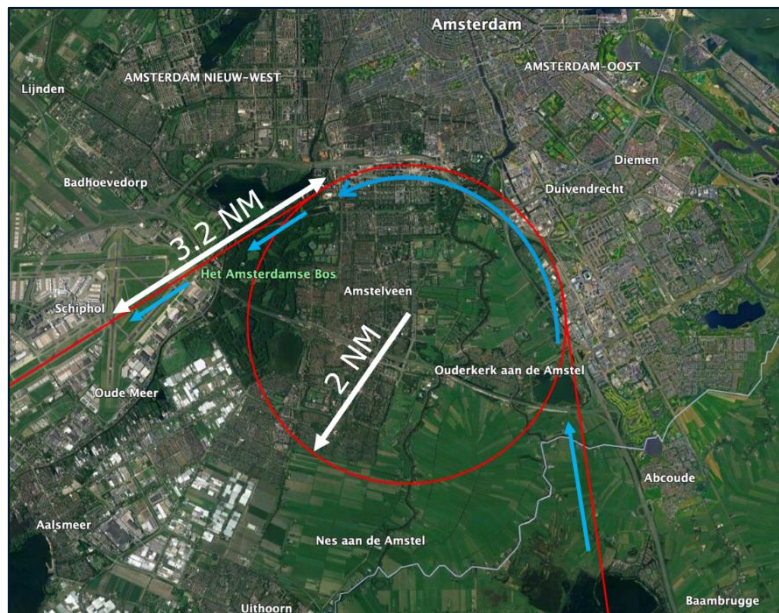 Amsterdam
AMSTERDAM NIEUW-WEST
AMSTERDAM-OOST
Lijnden
Diemen
Badhoevedorp
Duivendrecht
3.2 NM
Het Amsterdamse Bos
Schiphol
Amstelveen
2 NM
Ouderkerk aan de Amstel
Oude Meer
Abcoude
Aalsmeer
Nes aan de Amstel
Uithoorn
Baambrugge